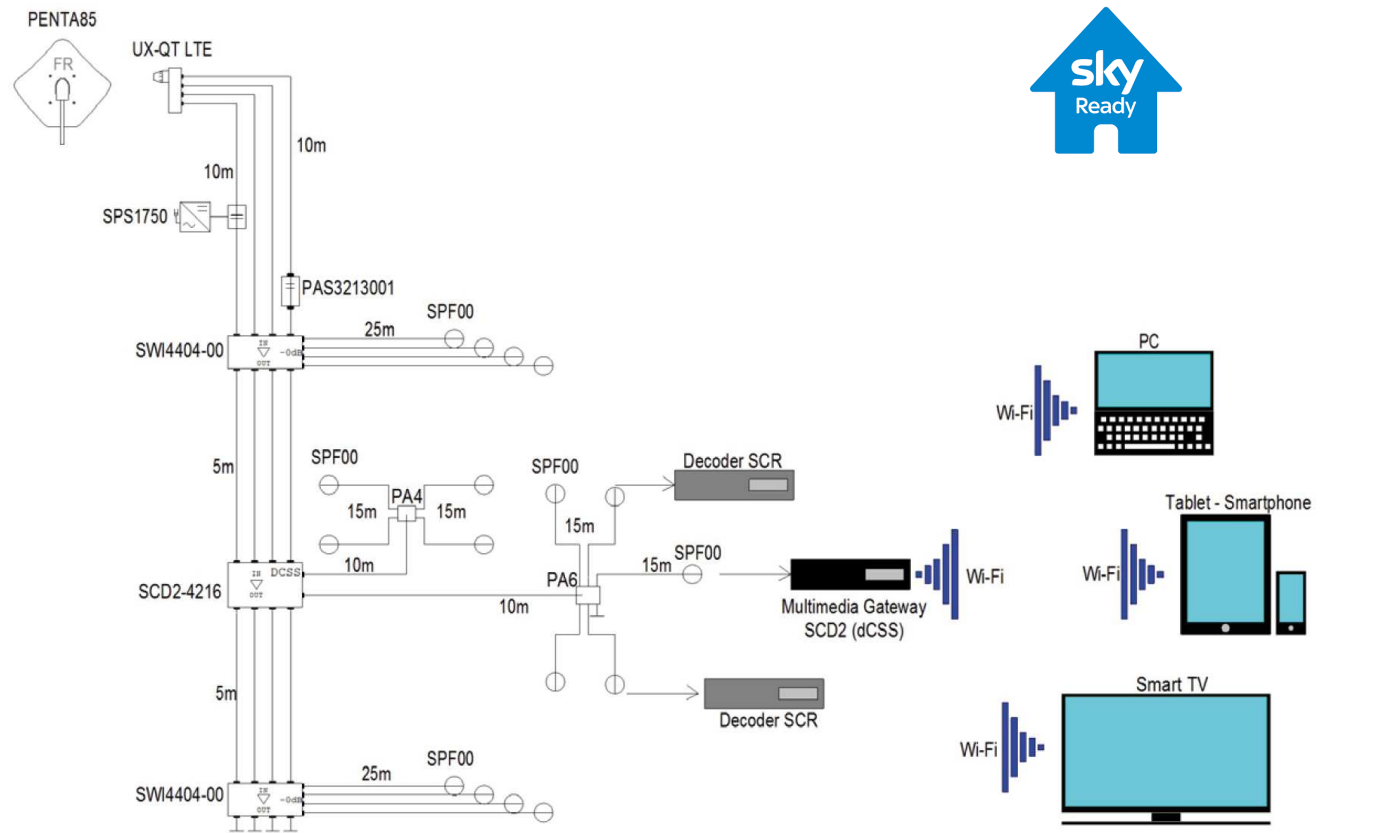 PENTA85
FR
UX-QT LTE
sky
Ready
10m
10m
SPS1750
PAS3213001
SPF00
25m
SWI4404-00
IN
-0dB
OUT
PC
Wi-Fi
5m
SPF00
PA4
15m
15m
10m
SPF00
15m
Decoder SCR
15m
SPF00
Tablet - Smartphone
Wi-Fi
SCD2-4216
IN
DCSS
OUT
PA6
10m
Multimedia Gateway
SCD2 (dCSS)
Wi-Fi
5m
Decoder SCR
Smart TV
Wi-Fi
SPF00
25m
SWI4404-00
IN
-0dB
OUT